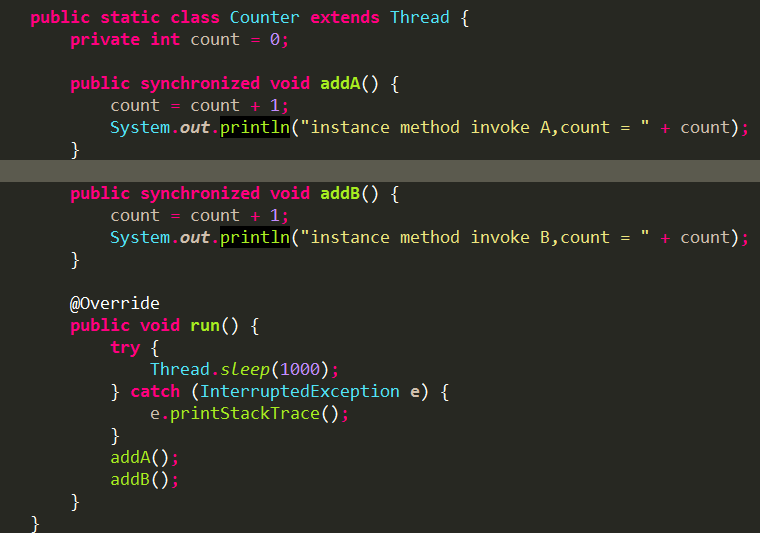 public static class Counter extends Thread {
    private int count = 0;
    public synchronized void addA() {
        count = count + 1;
        System.out.println("instance method invoke A,count = " + count);
    }
    public synchronized void addB() {
        count = count + 1;
        System.out.println("instance method invoke B,count = " + count);
    }
    @Override
    public void run() {
        try {
            Thread.sleep(1000);
        } catch (InterruptedException e) {
            e.printStackTrace();
        }
        addA();
        addB();
    }
}